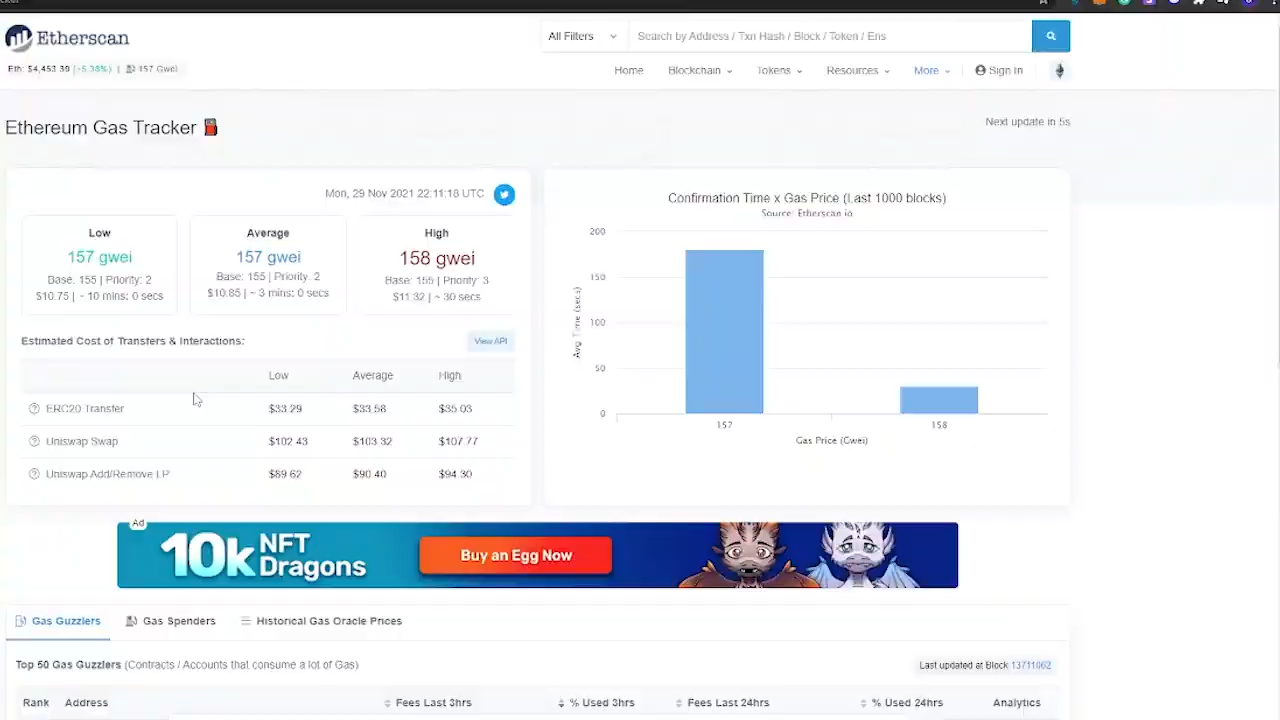 Etherscan
All Filters
Search by Address / Txn Hash / Block / Token / Ens
Eth: $4,453.39 (+5.38%) | 157 Gwei
Home Blockchain Tokens Resources More Sign In
Ethereum Gas Tracker
Next update in 5s
Mon, 29 Nov 2021 22:11:18 UTC
Low
157 gwei
Base: 155 | Priority: 2
$10.75 | ~ 10 mins: 0 secs
Average
157 gwei
Base: 155 | Priority: 2
$10.85 | ~ 3 mins: 0 secs
High
158 gwei
Base: 155 | Priority: 3
$11.32 | ~ 30 secs
Estimated Cost of Transfers & Interactions:
View API
Low Average High
ERC20 Transfer $33.29 $33.58 $35.03
Uniswap Swap $102.43 $103.32 $107.77
Uniswap Add/Remove LP $89.62 $90.40 $94.30
Confirmation Time x Gas Price (Last 1000 blocks)
Source: Etherscan.io
200
150
100
50
0
Avg Time (secs)
157 158
Gas Price (Gwei)
Ad
10k NFT Dragons
Buy an Egg Now
Gas Guzzlers Gas Spenders Historical Gas Oracle Prices
Top 50 Gas Guzzlers (Contracts / Accounts that consume a lot of Gas)
Last updated at Block 13711062
Rank Address Fees Last 3hrs % Used 3hrs Fees Last 24hrs % Used 24hrs Analytics